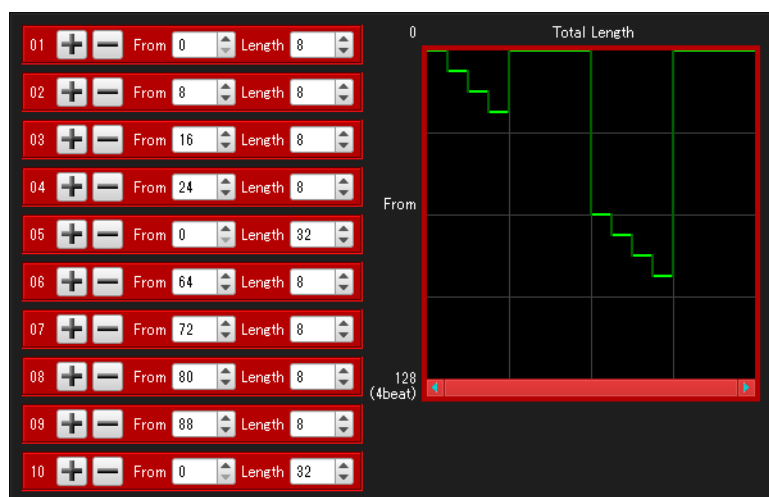 01 From 0 Length 8
02 From 8 Length 8
03 From 16 Length 8
04 From 24 Length 8
05 From 0 Length 32
06 From 64 Length 8
07 From 72 Length 8
08 From 80 Length 8
09 From 88 Length 8
10 From 0 Length 32
0 Total Length
From
128
(4beat)